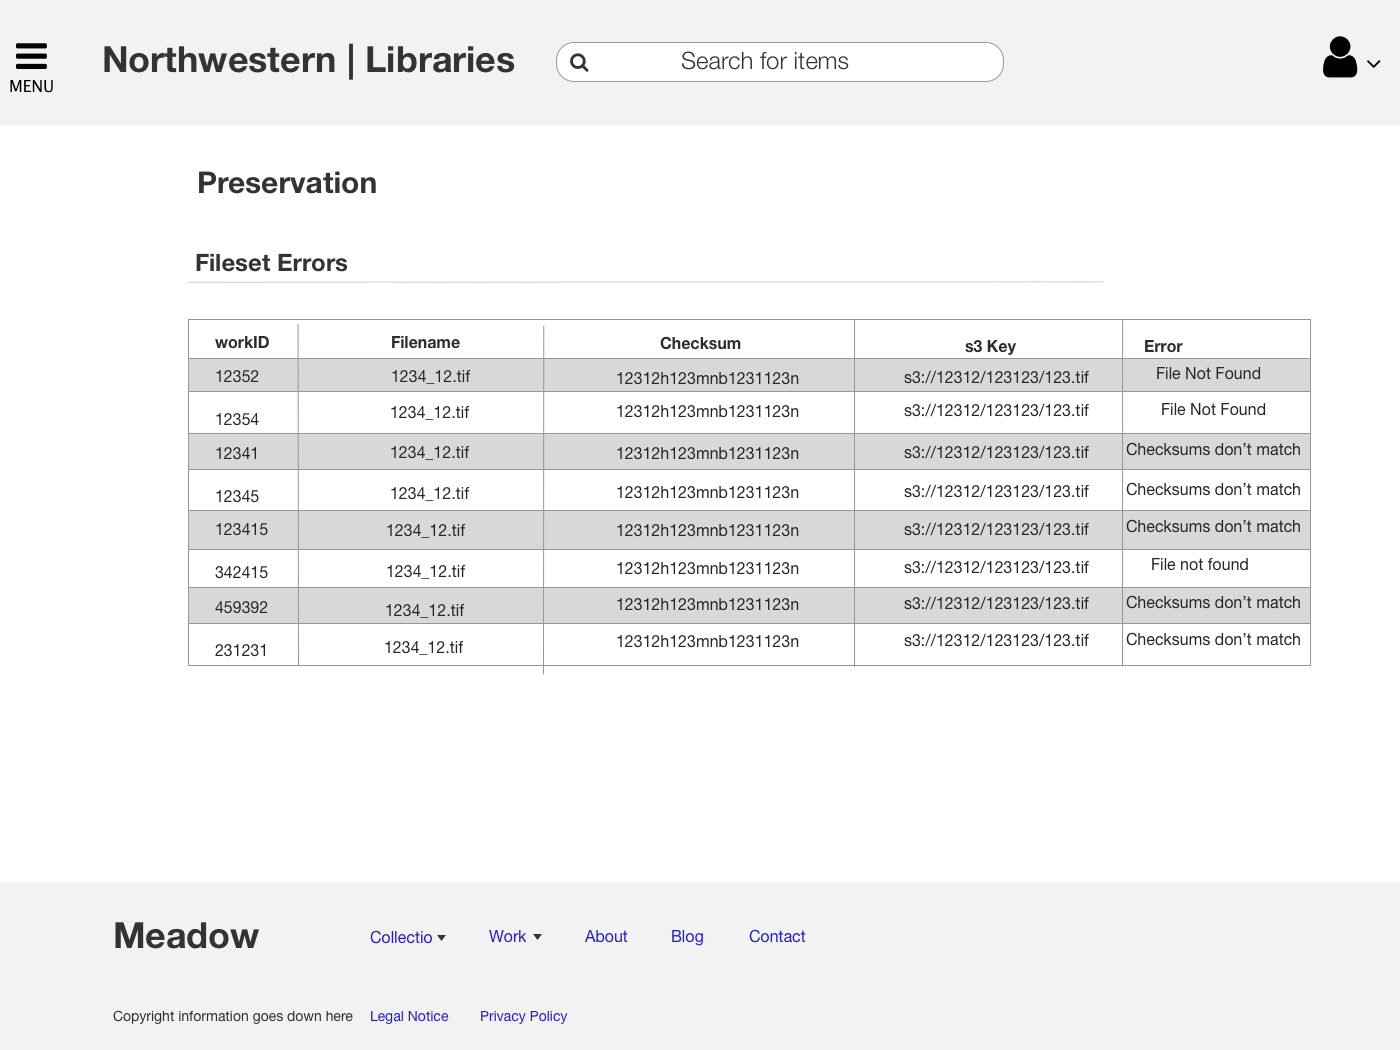 MENU
Northwestern | Libraries
Search for items
Preservation
Fileset Errors
workID Filename Checksum s3 Key Error
12352 1234_12.tif 12312h123mnb1231123n s3://12312/123123/123.tif File Not Found
12354 1234_12.tif 12312h123mnb1231123n s3://12312/123123/123.tif File Not Found
12341 1234_12.tif 12312h123mnb1231123n s3://12312/123123/123.tif Checksums don’t match
12345 1234_12.tif 12312h123mnb1231123n s3://12312/123123/123.tif Checksums don’t match
123415 1234_12.tif 12312h123mnb1231123n s3://12312/123123/123.tif Checksums don’t match
342415 1234_12.tif 12312h123mnb1231123n s3://12312/123123/123.tif File not found
459392 1234_12.tif 12312h123mnb1231123n s3://12312/123123/123.tif Checksums don’t match
231231 1234_12.tif 12312h123mnb1231123n s3://12312/123123/123.tif Checksums don’t match
Meadow Collectio Work About Blog Contact
Copyright information goes down here Legal Notice Privacy Policy